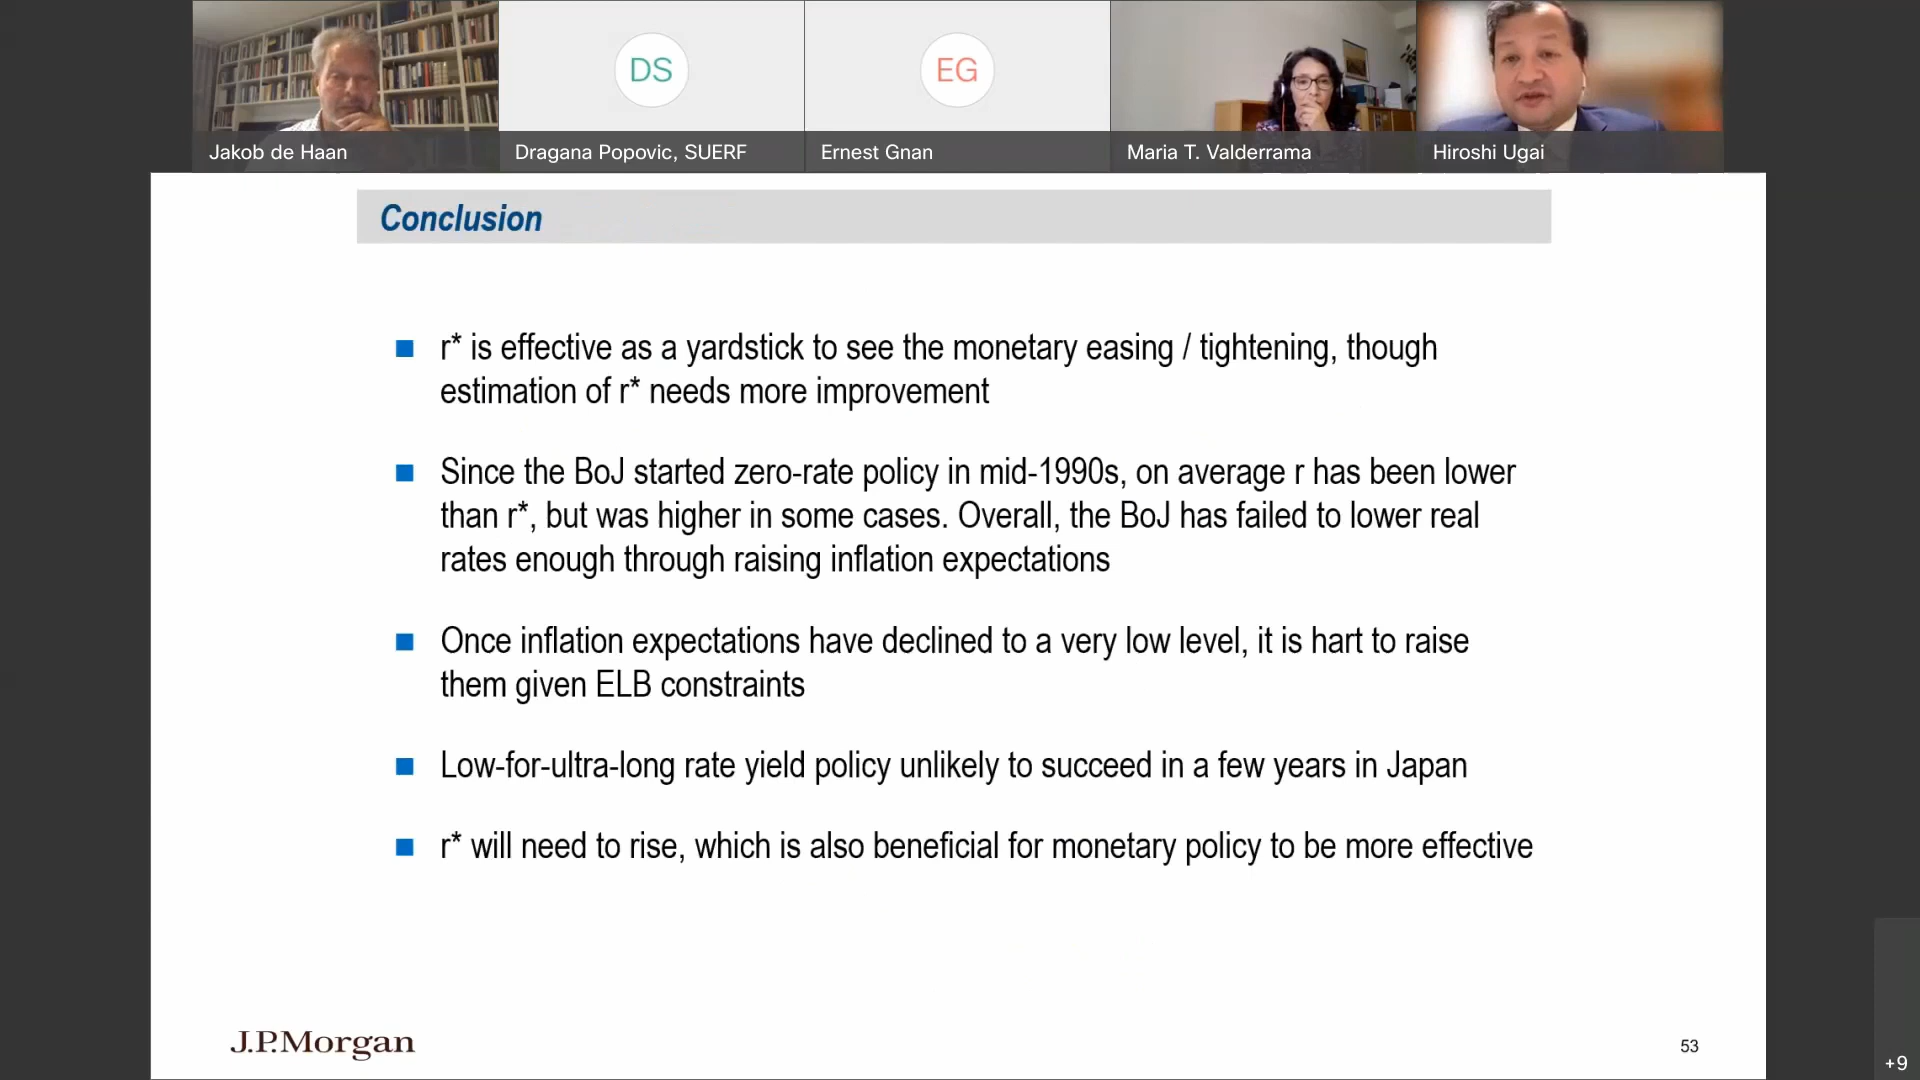 DS
EG
Jakob de Haan
Dragana Popovic, SUERF
Ernest Gnan
Maria T. Valderrama
Hiroshi Ugai
Conclusion
r* is effective as a yardstick to see the monetary easing / tightening, though
estimation of r* needs more improvement
Since the BoJ started zero-rate policy in mid-1990s, on average r has been lower
than r*, but was higher in some cases. Overall, the BoJ has failed to lower real
rates enough through raising inflation expectations
Once inflation expectations have declined to a very low level, it is hart to raise
them given ELB constraints
Low-for-ultra-long rate yield policy unlikely to succeed in a few years in Japan
r* will need to rise, which is also beneficial for monetary policy to be more effective
J.P.Morgan
53
+9